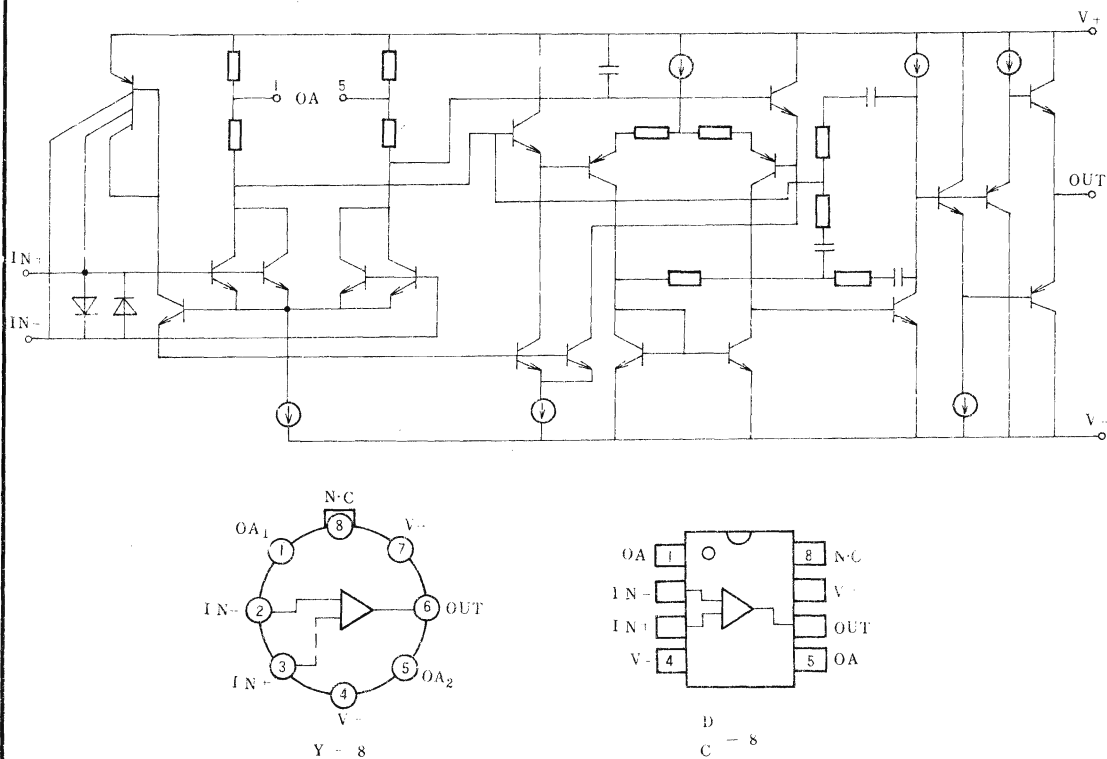 V+
1 OA 5
OUT
IN+
IN-
V-
N·C
8
OA1
1
V-
7
IN-
2
6
OUT
3
IN+
5
OA2
4
V-
Y - 8
OA 1
8 N·C
IN-
V-
IN+
OUT
V- 4
5 OA
D
C - 8